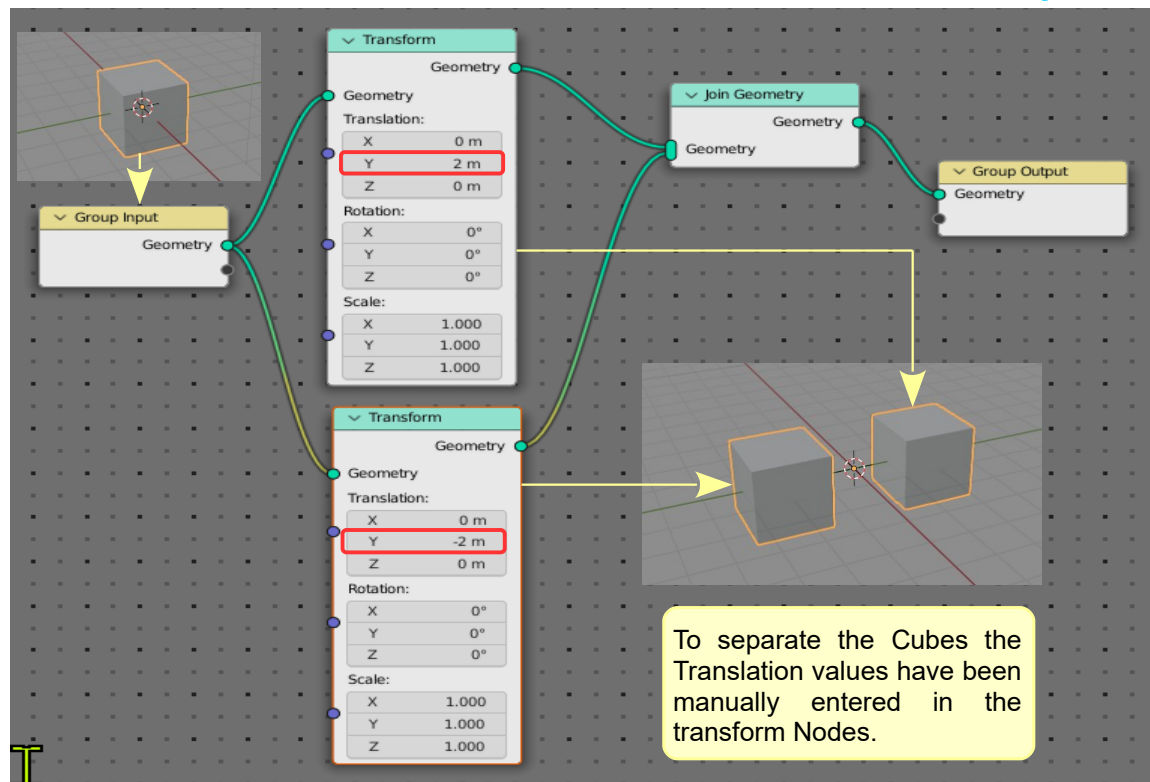 Transform
Geometry
Geometry
Translation:
X 0 m
Y 2 m
Z 0 m
Rotation:
X 0°
Y 0°
Z 0°
Scale:
X 1.000
Y 1.000
Z 1.000
Group Input
Geometry
Join Geometry
Geometry
Geometry
Group Output
Geometry
Transform
Geometry
Geometry
Translation:
X 0 m
Y -2 m
Z 0 m
Rotation:
X 0°
Y 0°
Z 0°
Scale:
X 1.000
Y 1.000
Z 1.000
To separate the Cubes the
Translation values have been
manually entered in the
transform Nodes.
T